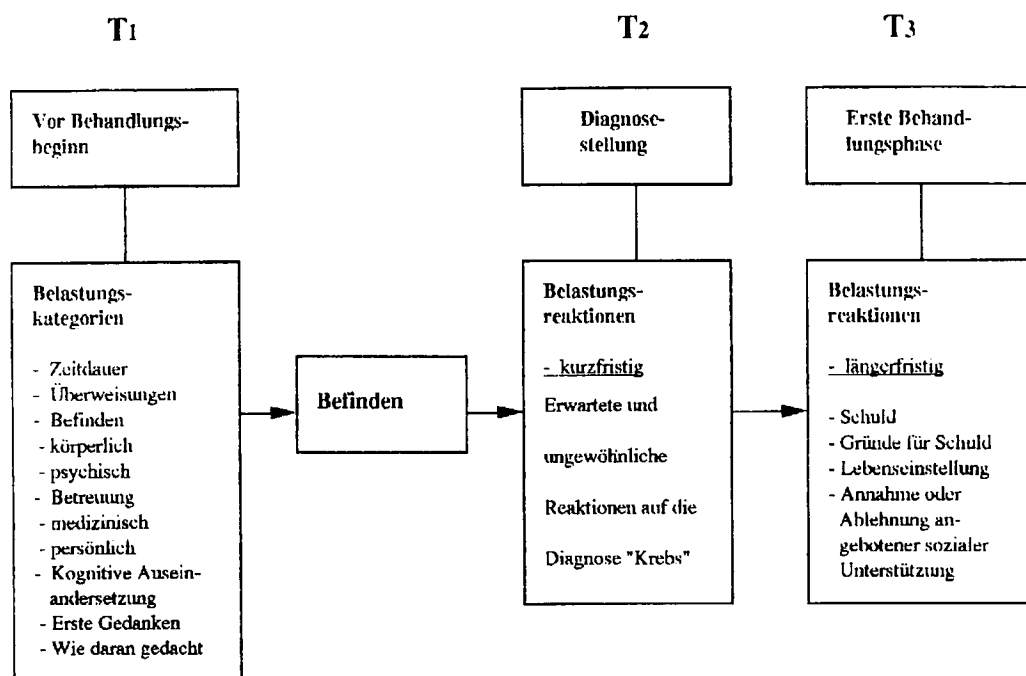 T1
T2
T3
Vor Behandlungs-
beginn
Diagnose-
stellung
Erste Behand-
lungsphase
Belastungs-
kategorien
- Zeitdauer
- Überweisungen
- Befinden
- körperlich
- psychisch
- Betreuung
- medizinisch
- persönlich
- Kognitive Ausein-
andersetzung
- Erste Gedanken
- Wie daran gedacht
Befinden
Belastungs-
reaktionen
- kurzfristig
Erwartete und
ungewöhnliche
Reaktionen auf die
Diagnose "Krebs"
Belastungs-
reaktionen
- längerfristig
- Schuld
- Gründe für Schuld
- Lebenseinstellung
- Annahme oder
Ablehnung an-
gebotener sozialer
Unterstützung